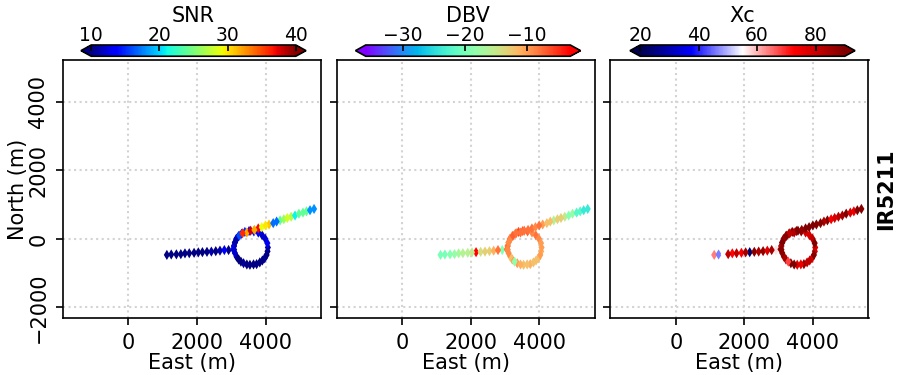 SNR DBV Xc
10 20 30 40 −30 −20 −10 20 40 60 80
4000
2000
0
−2000
North (m)
IR5211
0 2000 4000 0 2000 4000 0 2000 4000
East (m) East (m) East (m)